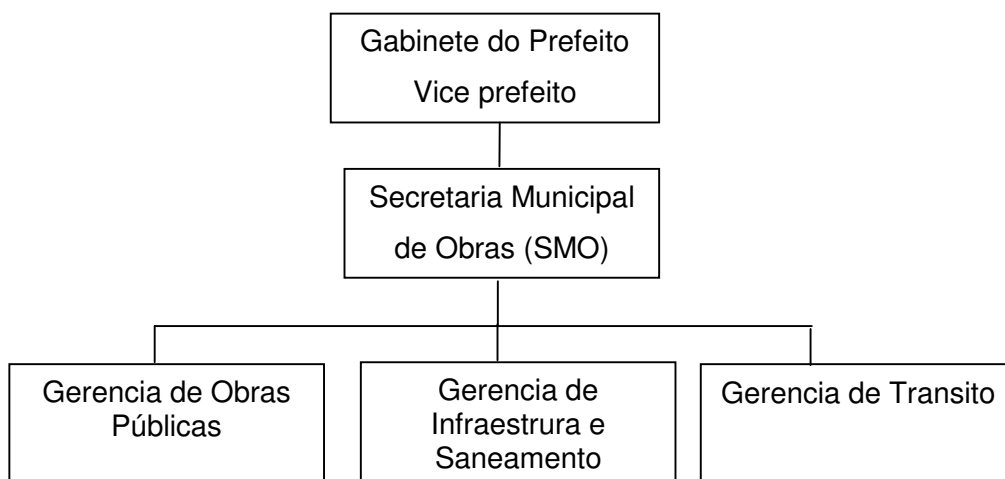 Gabinete do Prefeito
Vice prefeito
Secretaria Municipal
de Obras (SMO)
Gerencia de Obras
Públicas
Gerencia de
Infraestrura e
Saneamento
Gerencia de Transito